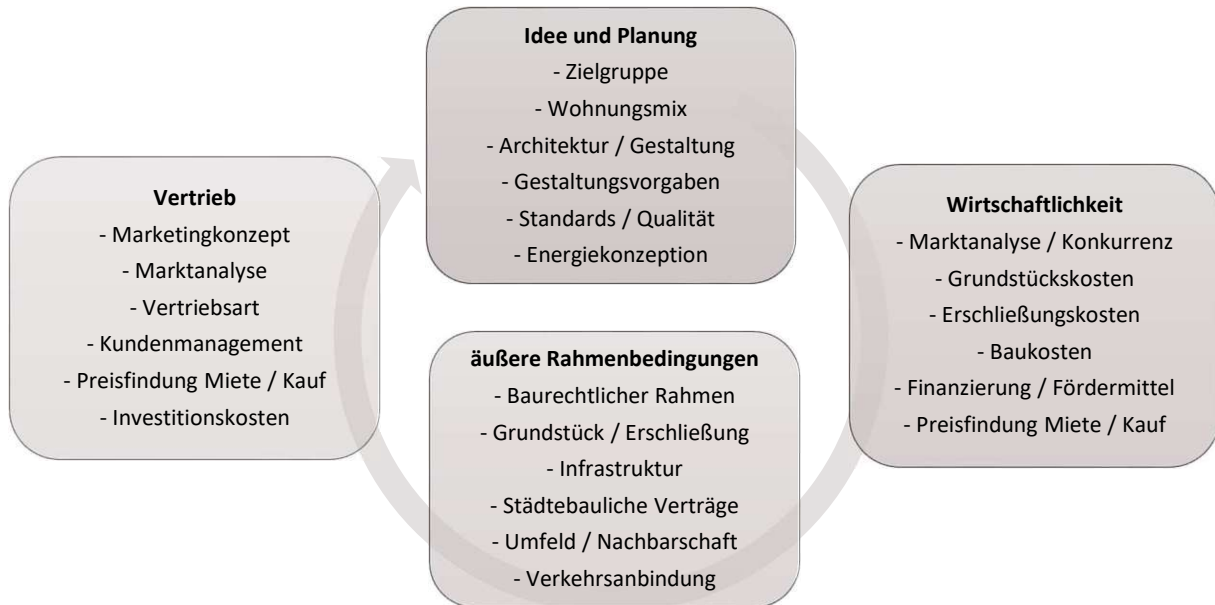 Idee und Planung
- Zielgruppe
- Wohnungsmix
- Architektur / Gestaltung
- Gestaltungsvorgaben
- Standards / Qualität
- Energiekonzeption
Vertrieb
- Marketingkonzept
- Marktanalyse
- Vertriebsart
- Kundenmanagement
- Preisfindung Miete / Kauf
- Investitionskosten
Wirtschaftlichkeit
- Marktanalyse / Konkurrenz
- Grundstückskosten
- Erschließungskosten
- Baukosten
- Finanzierung / Fördermittel
- Preisfindung Miete / Kauf
äußere Rahmenbedingungen
- Baurechtlicher Rahmen
- Grundstück / Erschließung
- Infrastruktur
- Städtebauliche Verträge
- Umfeld / Nachbarschaft
- Verkehrsanbindung